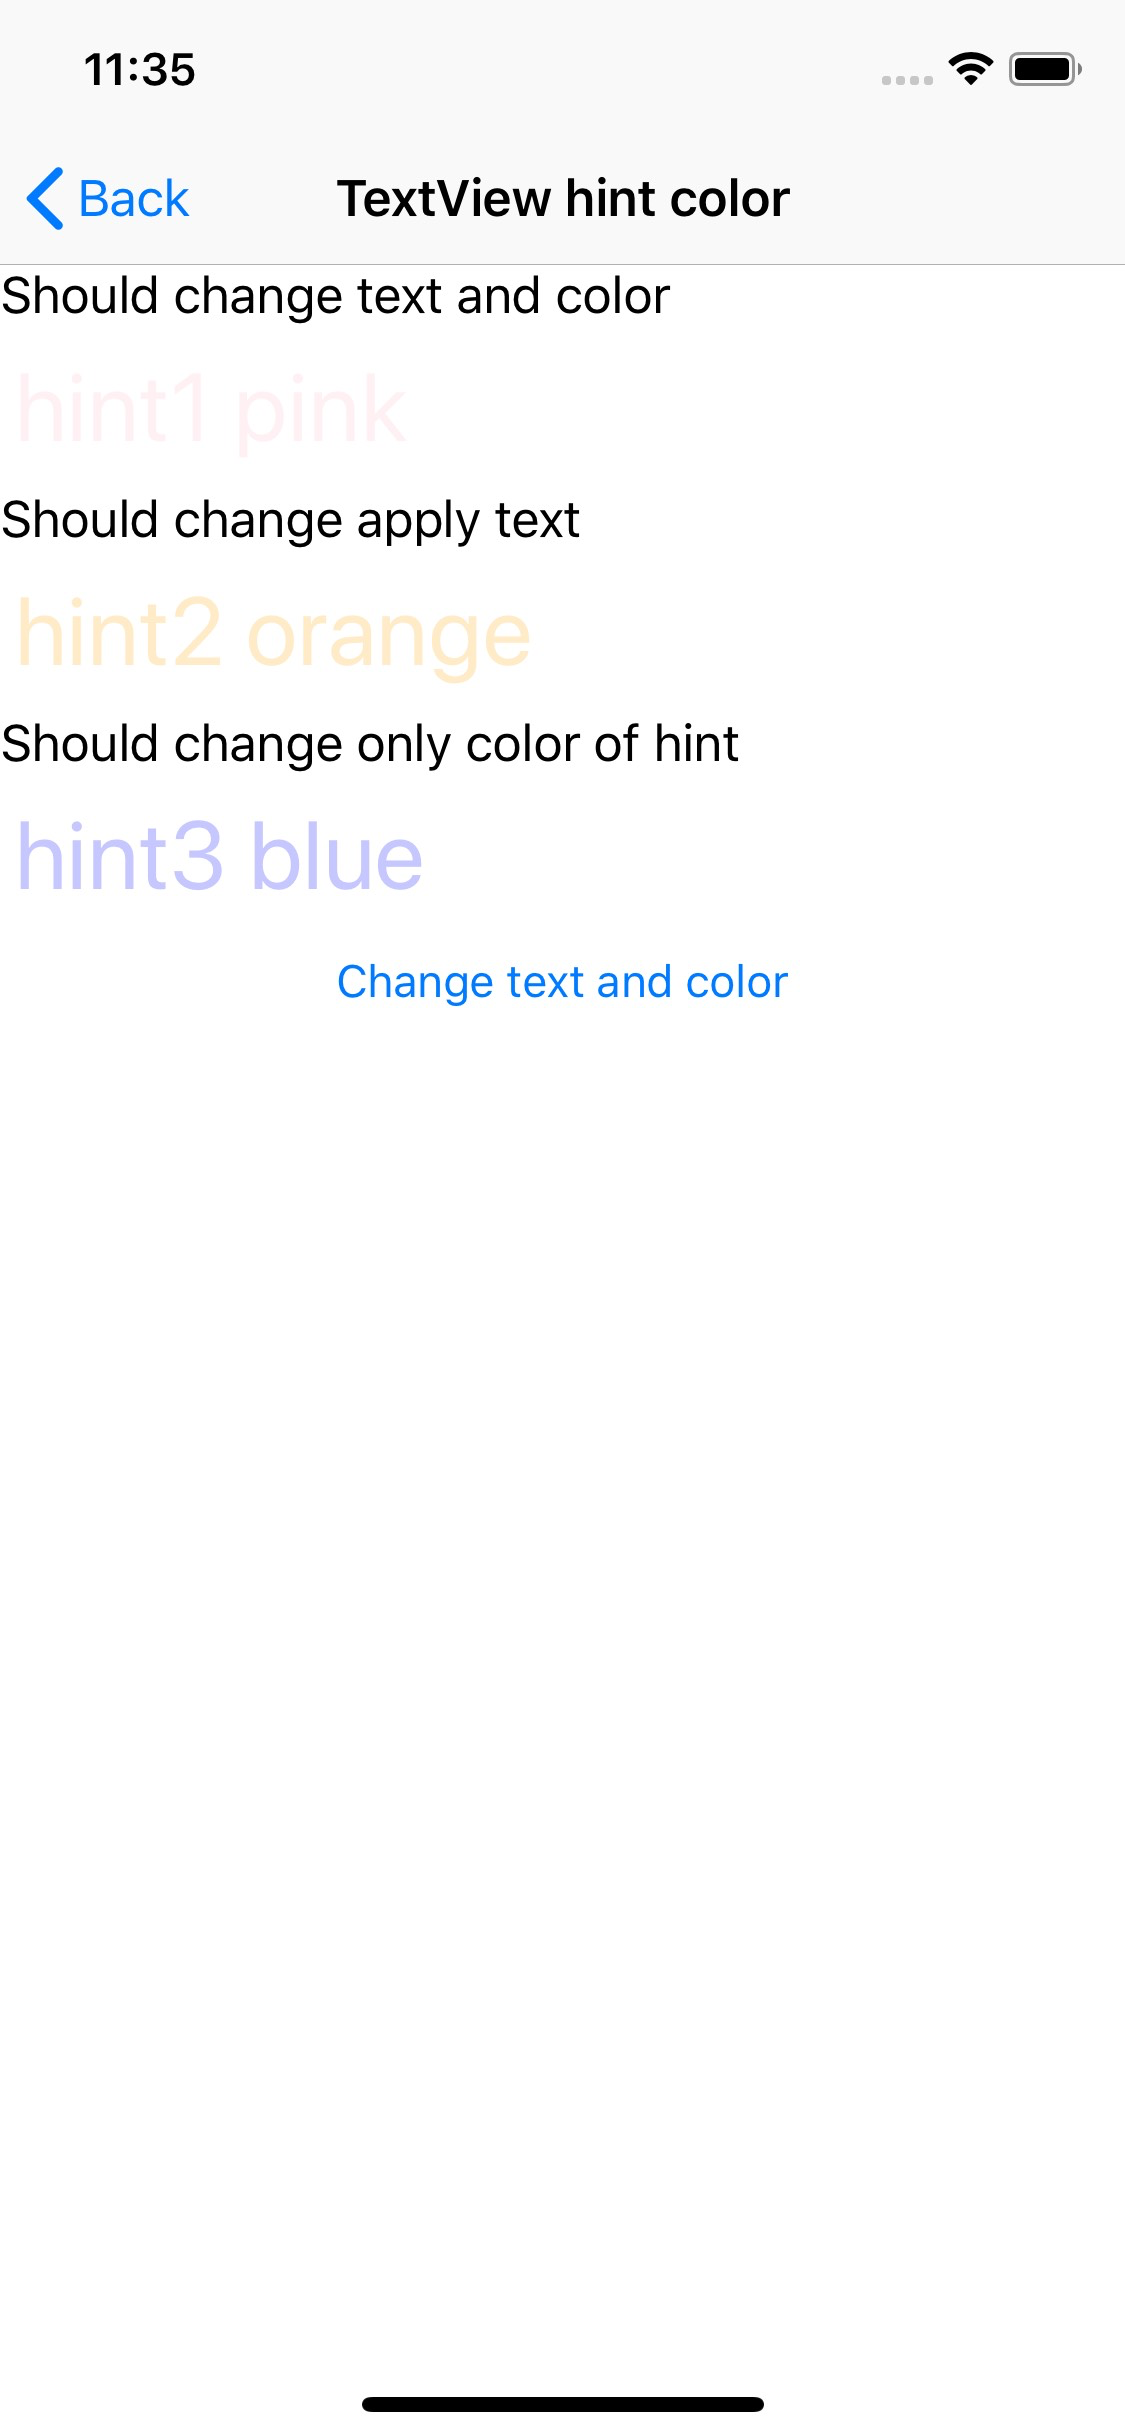 11:35
Back
TextView hint color
Should change text and color
hint1 pink
Should change apply text
hint2 orange
Should change only color of hint
hint3 blue
Change text and color